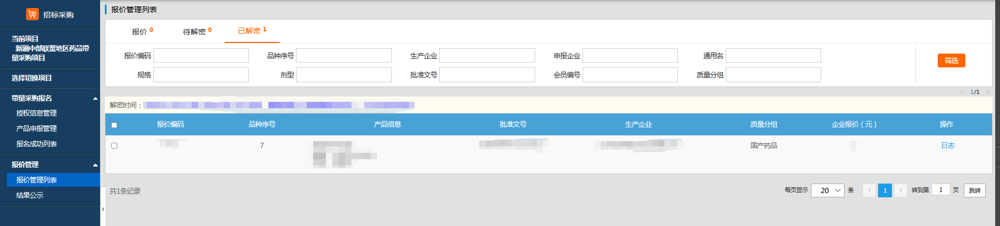 招标采购
当前项目
新疆中部联盟地区药品带
量采购项目
选择切换项目
带量采购报名
授权信息管理
产品申报管理
报名成功列表
报价管理
报价管理列表
结果公示
报价管理列表
报价 0 待解密 0 已解密 1
报价编码 品种序号 生产企业 申报企业 通用名
规格 剂型 批准文号 会员编号 质量分组
筛选
1/1
解密时间：
报价编码 品种序号 产品信息 批准文号 生产企业 质量分组 企业报价（元） 操作
7 国产药品 日志
共1条记录
每页显示 20 条 1 转到第 1 页 跳转